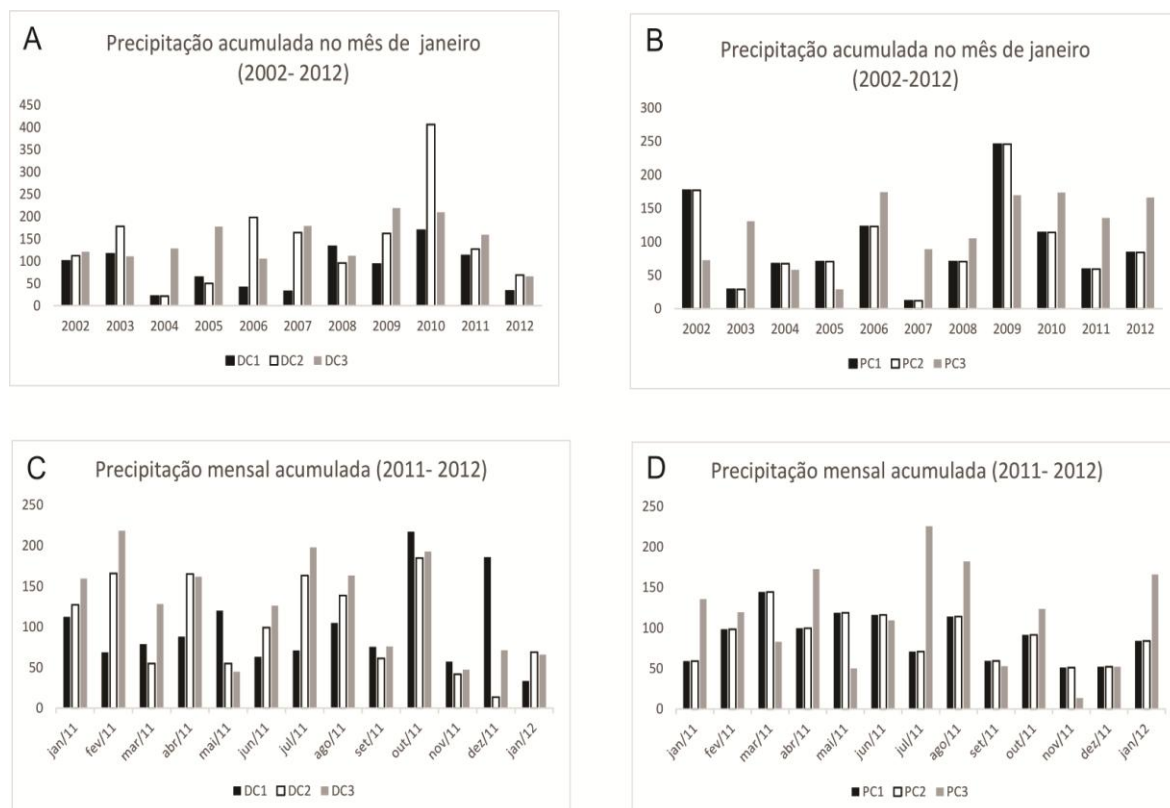 A
Precipitação acumulada no mês de janeiro
(2002- 2012)
450
400
350
300
250
200
150
100
50
0
2002 2003 2004 2005 2006 2007 2008 2009 2010 2011 2012
DC1 DC2 DC3
B
Precipitação acumulada no mês de janeiro
(2002-2012)
300
250
200
150
100
50
0
2002 2003 2004 2005 2006 2007 2008 2009 2010 2011 2012
PC1 PC2 PC3
C
Precipitação mensal acumulada (2011- 2012)
250
200
150
100
50
0
jan/11 fev/11 mar/11 abr/11 mai/11 jun/11 jul/11 ago/11 set/11 out/11 nov/11 dez/11 jan/12
DC1 DC2 DC3
D
Precipitação mensal acumulada (2011- 2012)
250
200
150
100
50
0
jan/11 fev/11 mar/11 abr/11 mai/11 jun/11 jul/11 ago/11 set/11 out/11 nov/11 dez/11 jan/12
PC1 PC2 PC3